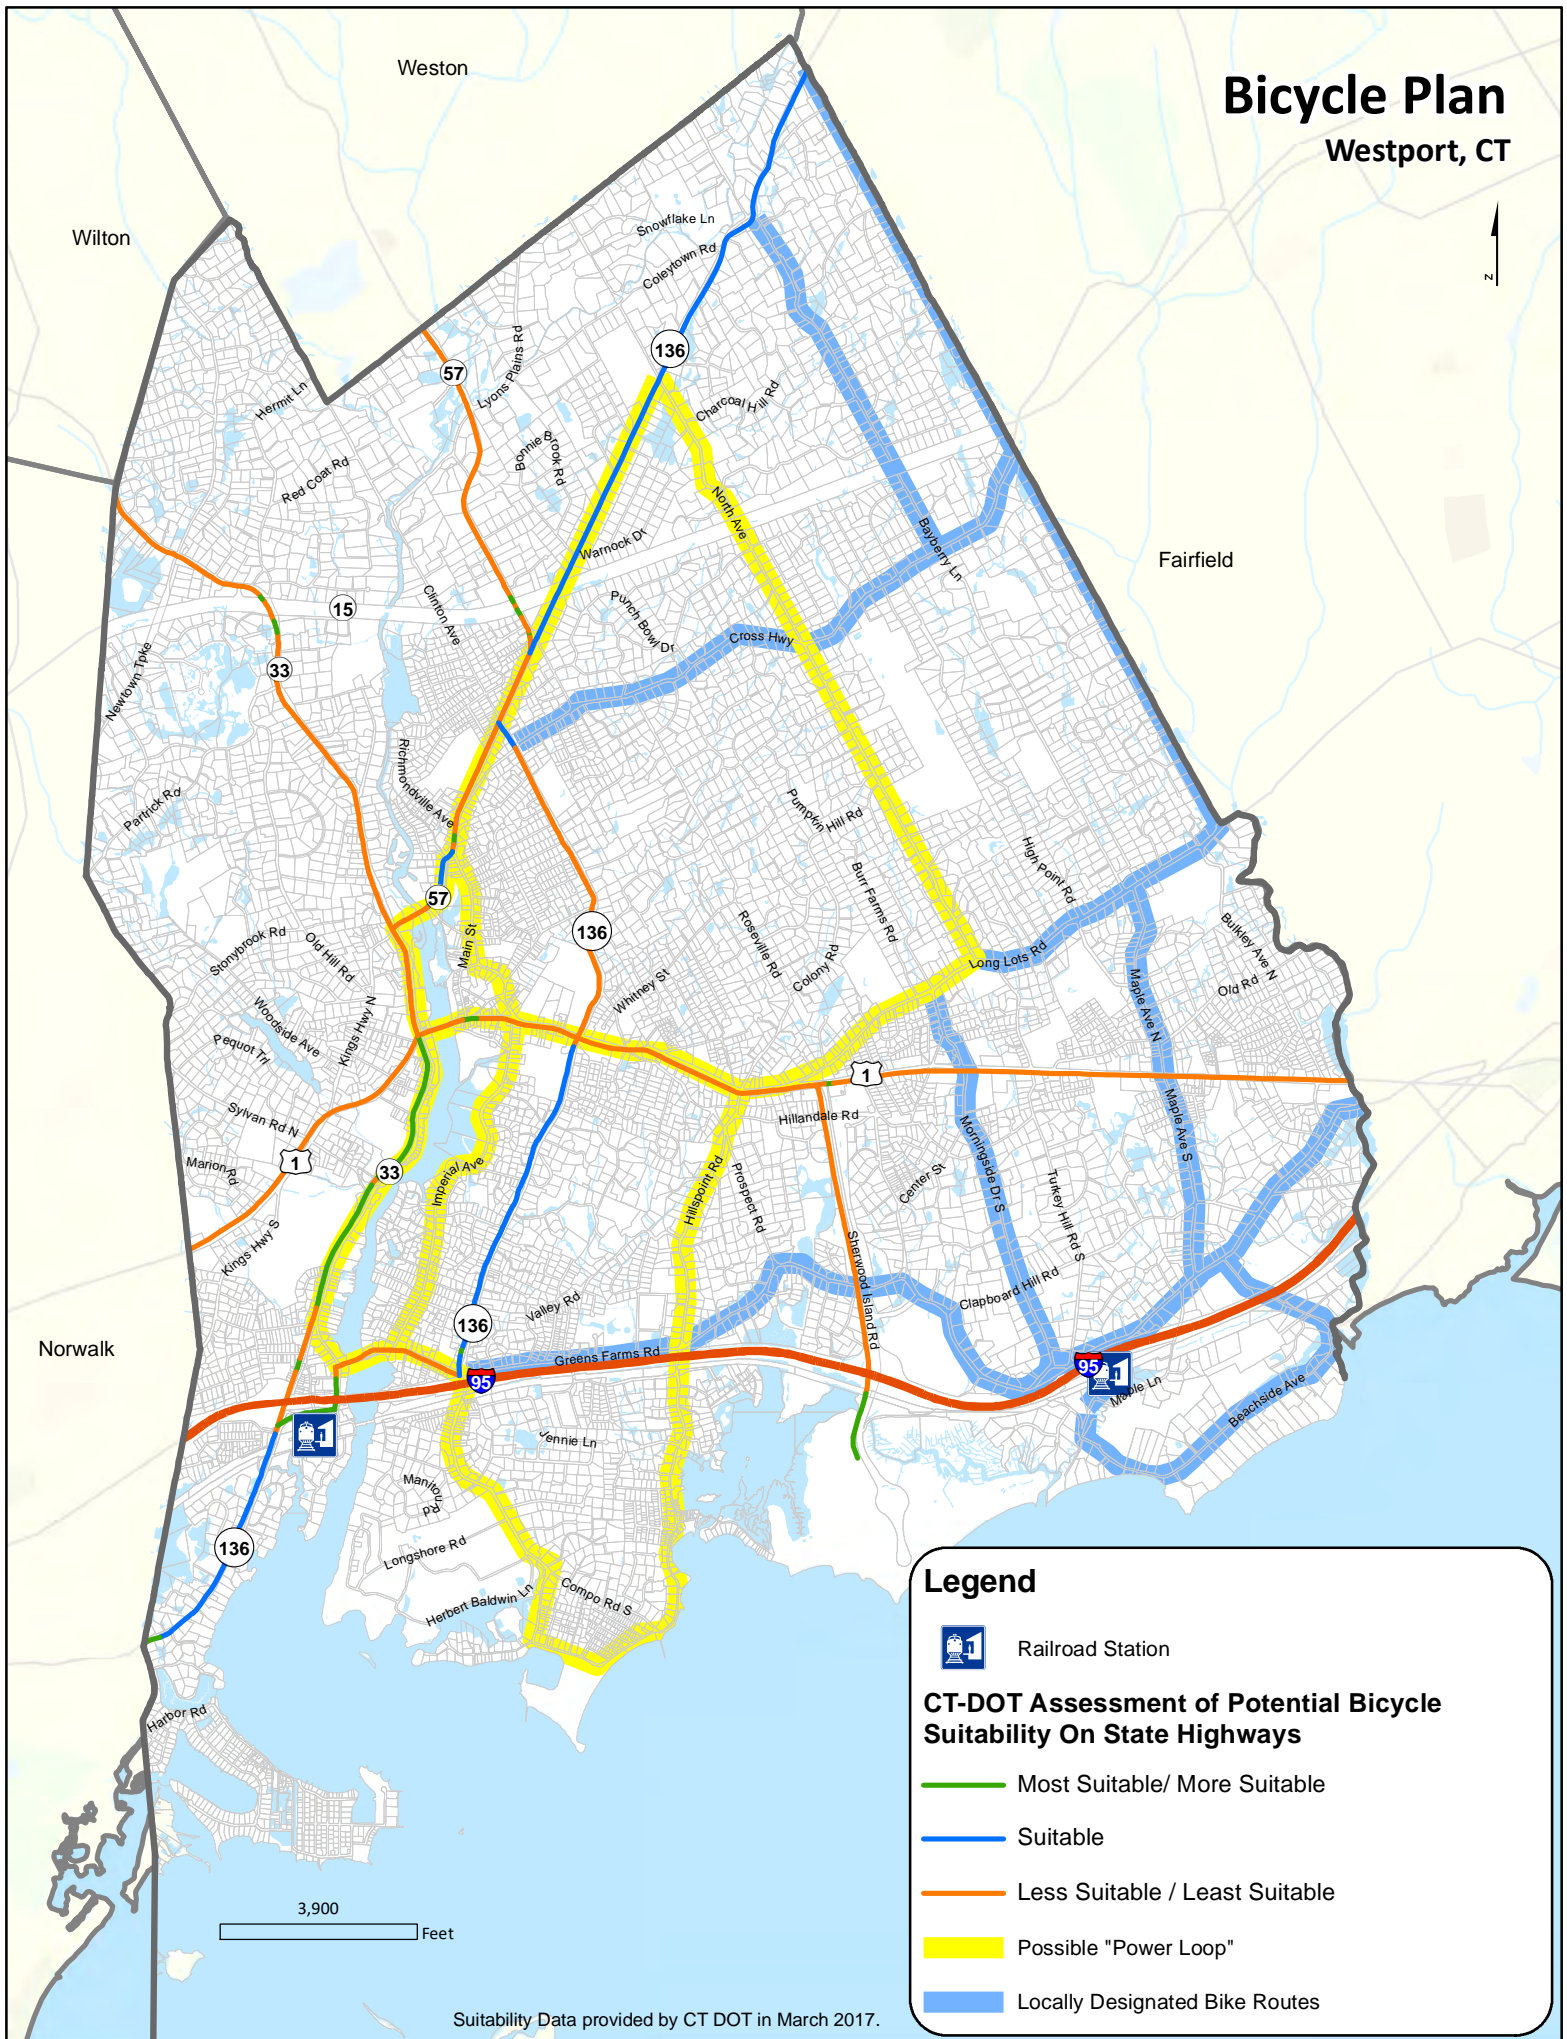 Bicycle Plan
Westport, CT
N
Weston
Wilton
Fairfield
Norwalk
Snowflake Ln
Coleytown Rd
136
57
Lyons Plains Rd
Hermit Ln
Charcoal Hill Rd
Bonnie Brook Rd
Red Coat Rd
North Ave
Warnock Dr
Bayberry Ln
15
Clinton Ave
Punch Bowl Dr
Cross Hwy
33
Newtown Tpke
Richmondville Ave
Partrick Rd
Pumpkin Hill Rd
High Point Rd
Burr Farms Rd
57
Main St
136
Roseville Rd
Colony Rd
Long Lots Rd
Bulkley Ave N
Old Rd
Maple Ave N
Stonybrook Rd
Old Hill Rd
Whitney St
Woodside Ave
Kings Hwy N
Pequot Trl
1
Hillandale Rd
Sylvan Rd N
Marion Rd
1
33
Imperial Ave
Hillspoint Rd
Prospect Rd
Center St
Morningside Dr S
Maple Ave S
Turkey Hill Rd S
Kings Hwy S
Sherwood Island Rd
Clapboard Hill Rd
Valley Rd
136
Greens Farms Rd
95
95
Maple Ln
Beachside Ave
Jennie Ln
Manitou Rd
Longshore Rd
136
Herbert Baldwin Ln
Compo Rd S
Harbor Rd
3,900
Feet
Suitability Data provided by CT DOT in March 2017.
Legend
Railroad Station
CT-DOT Assessment of Potential Bicycle
Suitability On State Highways
Most Suitable/ More Suitable
Suitable
Less Suitable / Least Suitable
Possible "Power Loop"
Locally Designated Bike Routes